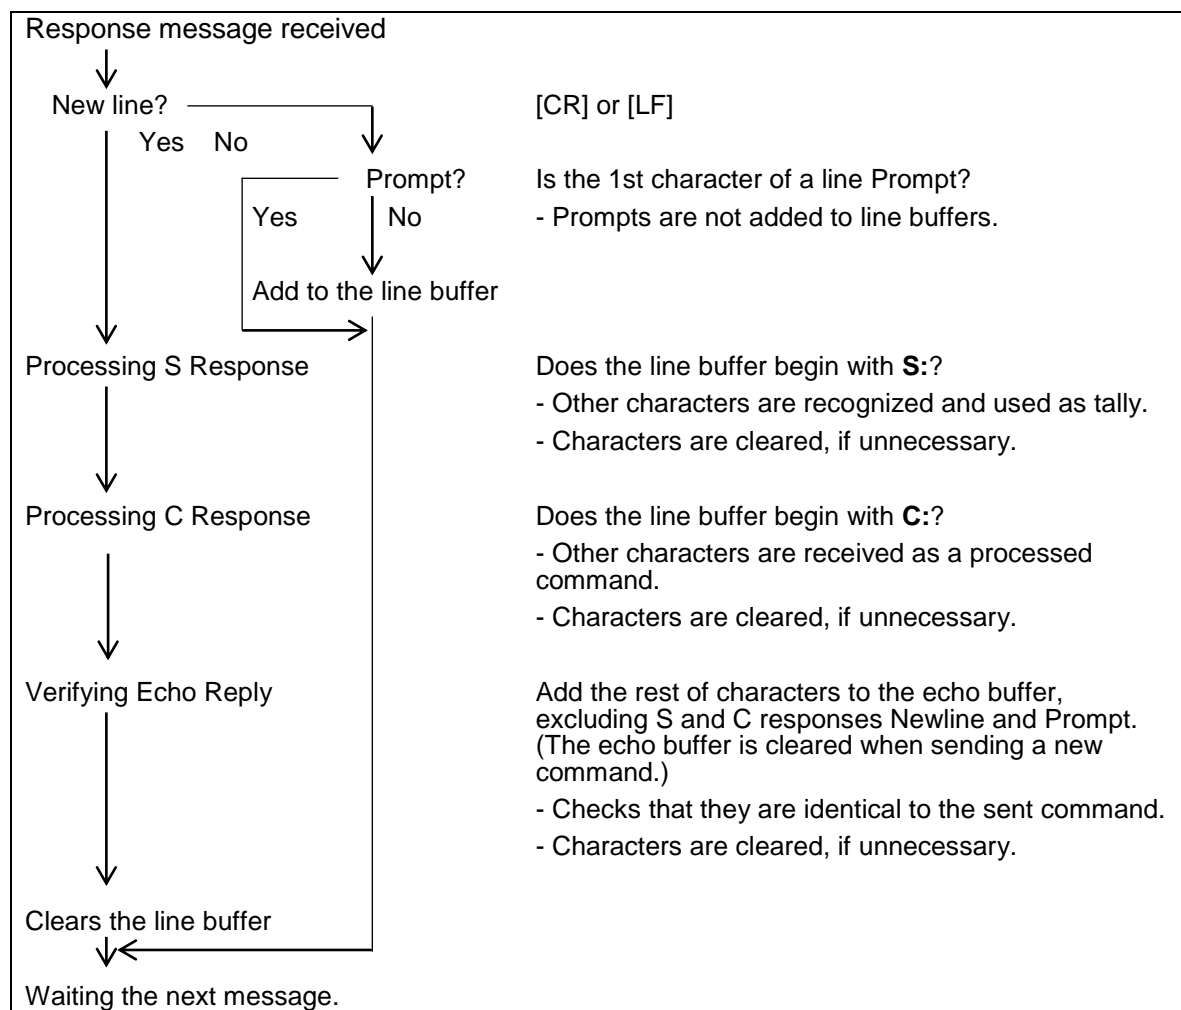 Response message received
New line? [CR] or [LF]
Yes No
Prompt? Is the 1st character of a line Prompt?
Yes No - Prompts are not added to line buffers.
Add to the line buffer
Processing S Response Does the line buffer begin with S:?
- Other characters are recognized and used as tally.
- Characters are cleared, if unnecessary.
Processing C Response Does the line buffer begin with C:?
- Other characters are received as a processed
command.
- Characters are cleared, if unnecessary.
Verifying Echo Reply Add the rest of characters to the echo buffer,
excluding S and C responses Newline and Prompt.
(The echo buffer is cleared when sending a new
command.)
- Checks that they are identical to the sent command.
- Characters are cleared, if unnecessary.
Clears the line buffer
Waiting the next message.